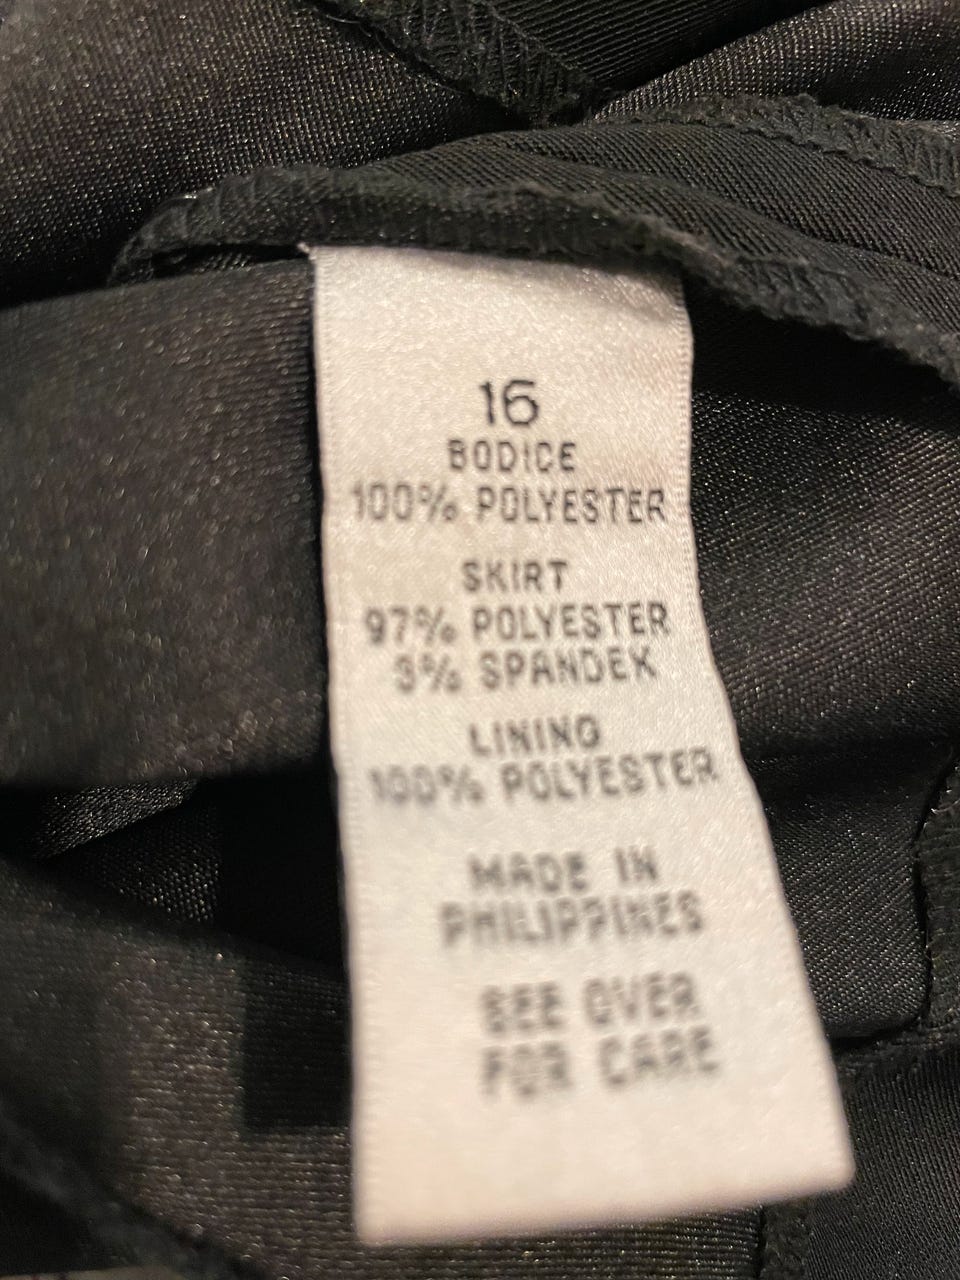 16
BODICE
100% POLYESTER
SKIRT
97% POLYESTER
3% SPANDEX
LINING
100% POLYESTER
MADE IN
PHILIPPINES
SEE OVER
FOR CARE